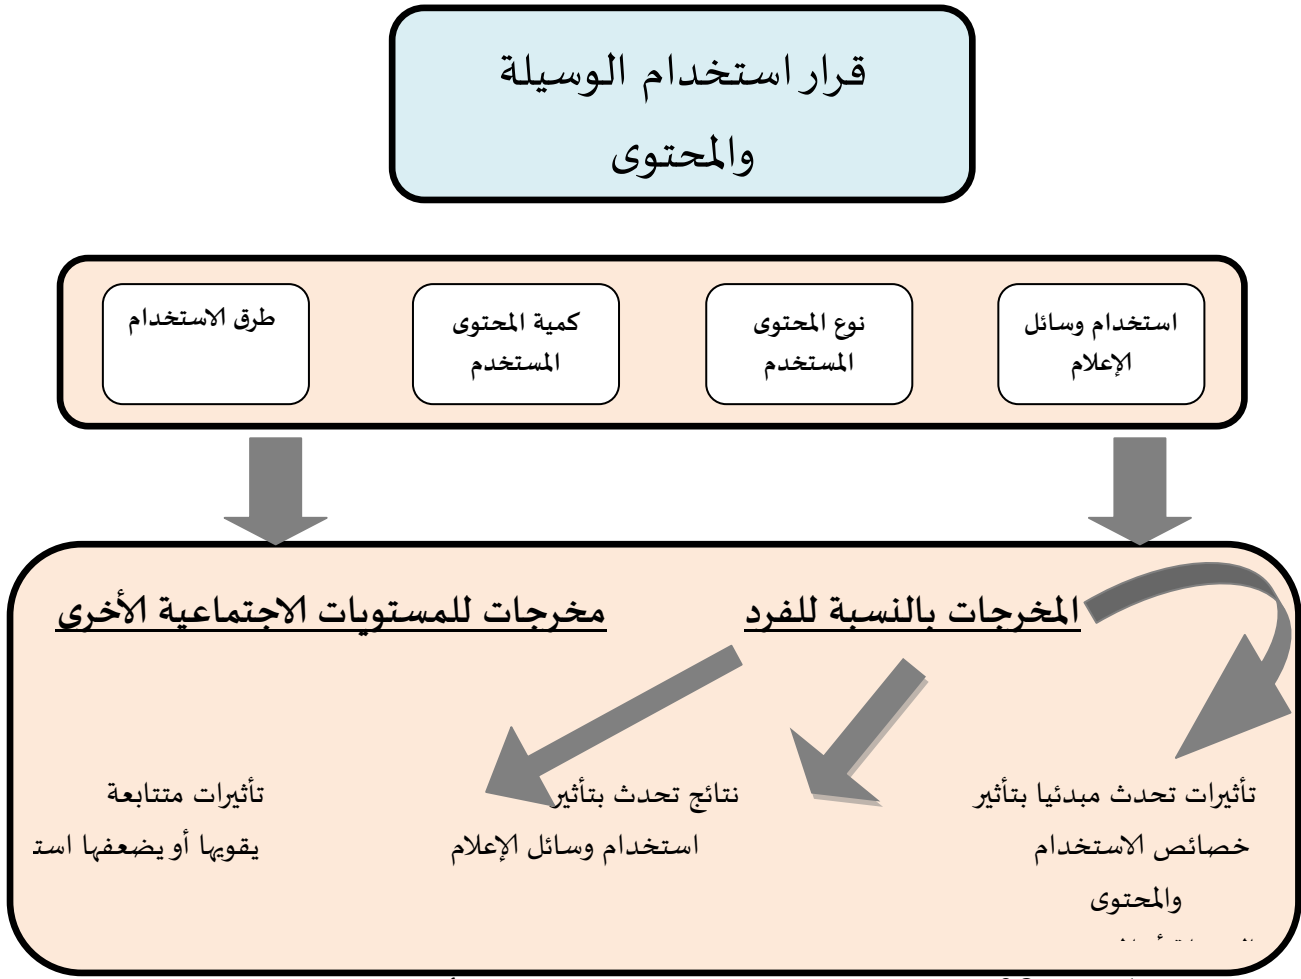 قرار استخدام الوسيلة
والمحتوى
استخدام وسائل
الإعلام
نوع المحتوى
المستخدم
كمية المحتوى
المستخدم
طرق الاستخدام
المخرجات بالنسبة للفرد
مخرجات للمستويات الاجتماعية الأخرى
تأثيرات تحدث مبدئيا بتأثير
خصائص الاستخدام
والمحتوى
نتائج تحدث بتأثير
استخدام وسائل الإعلام
تأثيرات متتابعة
يقويها أو يضعفها